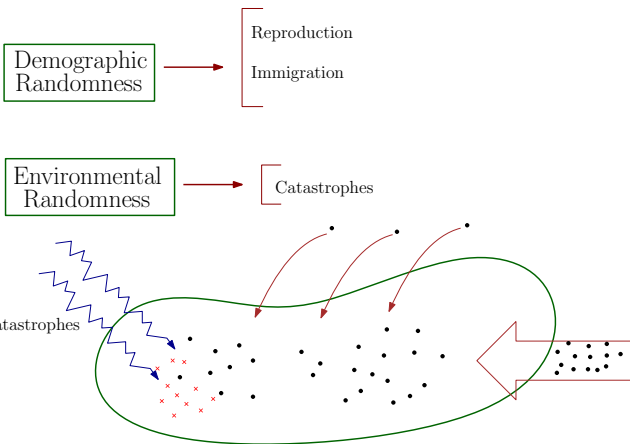 Demographic
Randomness
Reproduction
Immigration
Environmental
Randomness
Catastrophes
atastrophes